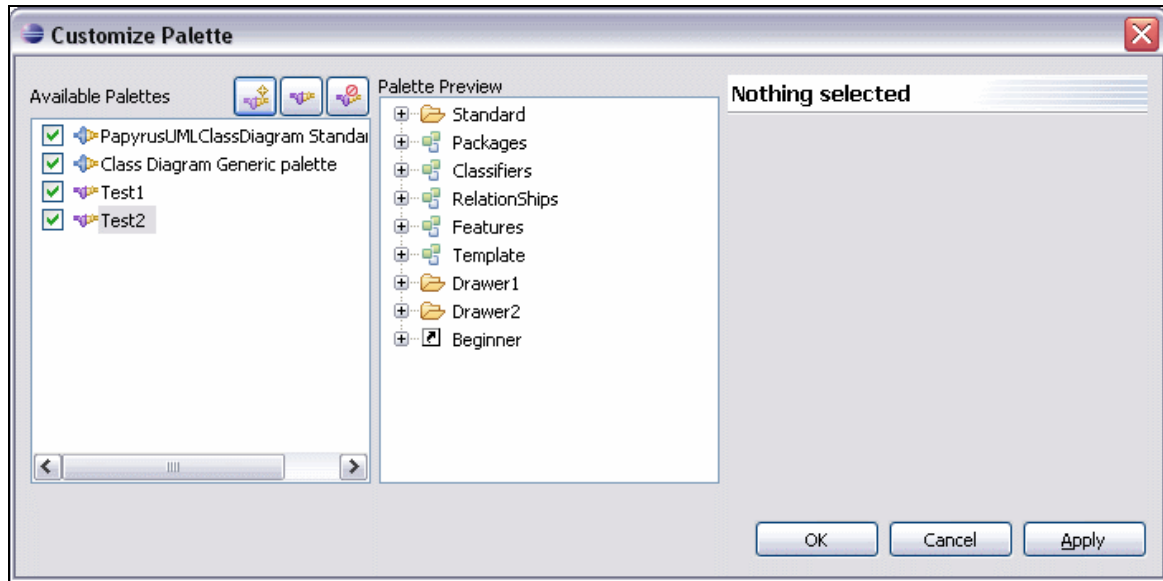 Customize Palette
Available Palettes
PapyrusUMLClassDiagram Standar
Class Diagram Generic palette
Test1
Test2
Palette Preview
Standard
Packages
Classifiers
RelationShips
Features
Template
Drawer1
Drawer2
Beginner
Nothing selected
OK
Cancel
Apply